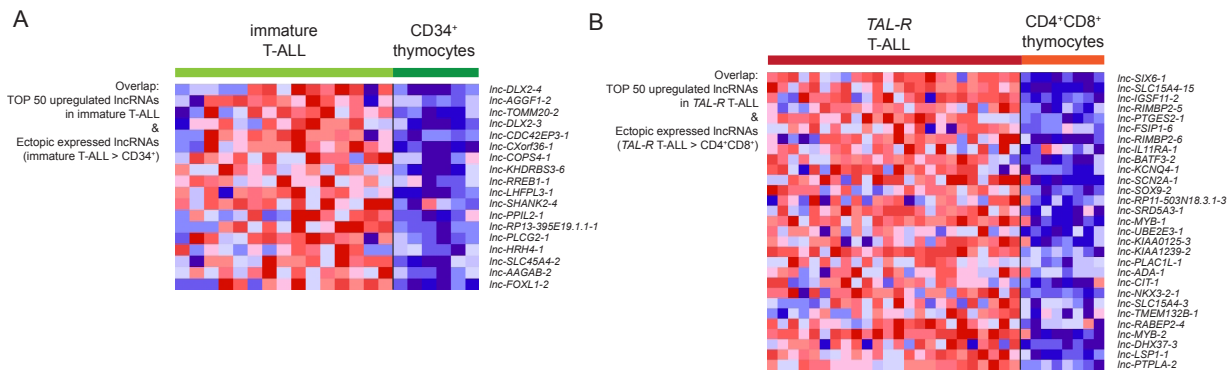 A
immature
T-ALL
CD34⁺
thymocytes
Overlap:
TOP 50 upregulated lncRNAs
in immature T-ALL
&
Ectopic expressed lncRNAs
(immature T-ALL > CD34⁺)
lnc-DLX2-4
lnc-AGGF1-2
lnc-TOMM20-2
lnc-DLX2-3
lnc-CDC42EP3-1
lnc-CXorf36-1
lnc-COPS4-1
lnc-KHDRBS3-6
lnc-RREB1-1
lnc-LHFPL3-1
lnc-SHANK2-4
lnc-PPIL2-1
lnc-RP13-395E19.1.1-1
lnc-PLCG2-1
lnc-HRH4-1
lnc-SLC45A4-2
lnc-AAGAB-2
lnc-FOXL1-2
B
TAL-R
T-ALL
CD4⁺CD8⁺
thymocytes
Overlap:
TOP 50 upregulated lncRNAs
in TAL-R T-ALL
&
Ectopic expressed lncRNAs
(TAL-R T-ALL > CD4⁺CD8⁺)
lnc-SIX6-1
lnc-SLC15A4-15
lnc-IGSF11-2
lnc-RIMBP2-5
lnc-PTGES2-1
lnc-FSIP1-6
lnc-RIMBP2-6
lnc-IL11RA-1
lnc-BATF3-2
lnc-KCNQ4-1
lnc-SCN2A-1
lnc-SOX9-2
lnc-RP11-503N18.3.1-3
lnc-SRD5A3-1
lnc-MYB-1
lnc-UBE2E3-1
lnc-KIAA0125-3
lnc-KIAA1239-2
lnc-PLAC1L-1
lnc-ADA-1
lnc-CIT-1
lnc-NKX3-2-1
lnc-SLC15A4-3
lnc-TMEM132B-1
lnc-RABEP2-4
lnc-MYB-2
lnc-DHX37-3
lnc-LSP1-1
lnc-PTPLA-2